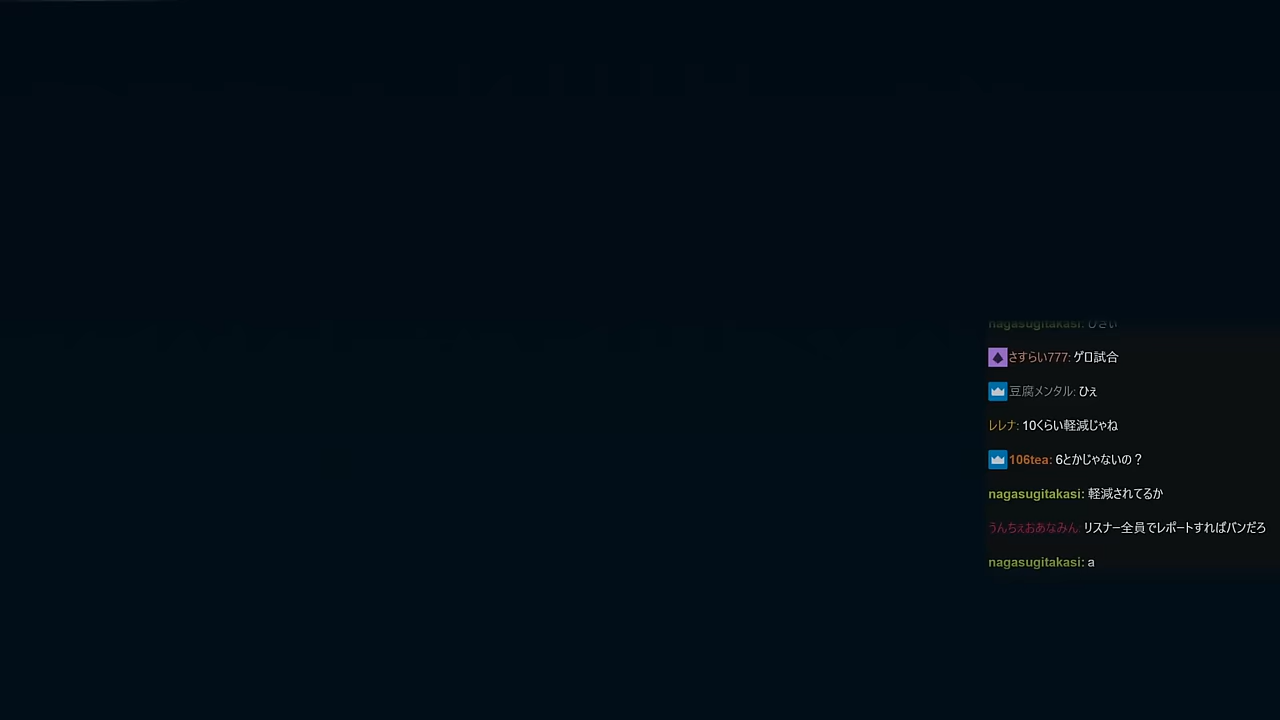 nagasugitakasi: ひどい
さすらい777: ゲロ試合
豆腐メンタル: ひぇ
レレナ: 10くらい軽減じゃね
106tea: 6とかじゃないの？
nagasugitakasi: 軽減されてるか
うんちぇおあなみん: リスナー全員でレポートすればバンだろ
nagasugitakasi: a